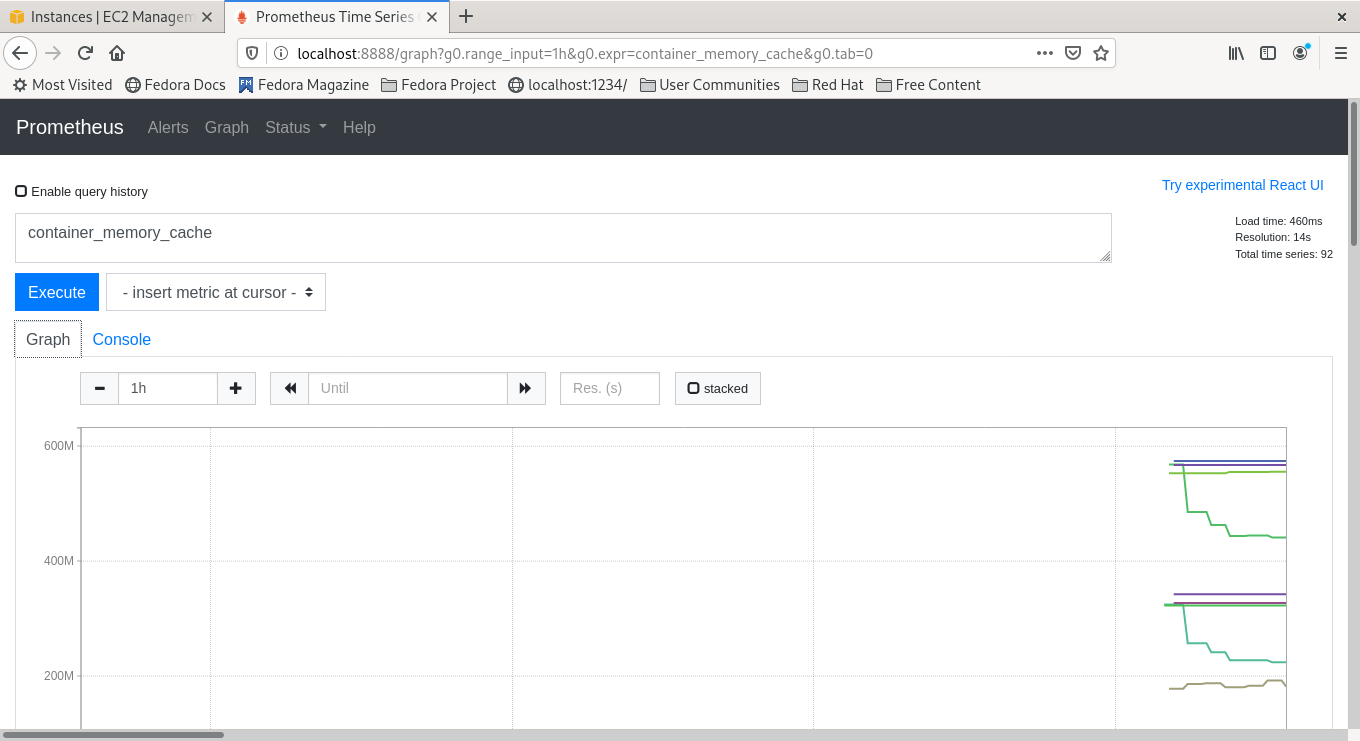 Instances | EC2 Managem
Prometheus Time Series
localhost:8888/graph?g0.range_input=1h&g0.expr=container_memory_cache&g0.tab=0
Most Visited Fedora Docs Fedora Magazine Fedora Project localhost:1234/ User Communities Red Hat Free Content
Prometheus Alerts Graph Status Help
Enable query history
Try experimental React UI
container_memory_cache
Load time: 460ms
Resolution: 14s
Total time series: 92
Execute
- insert metric at cursor -
Graph Console
1h
Until
Res. (s)
stacked
600M
400M
200M